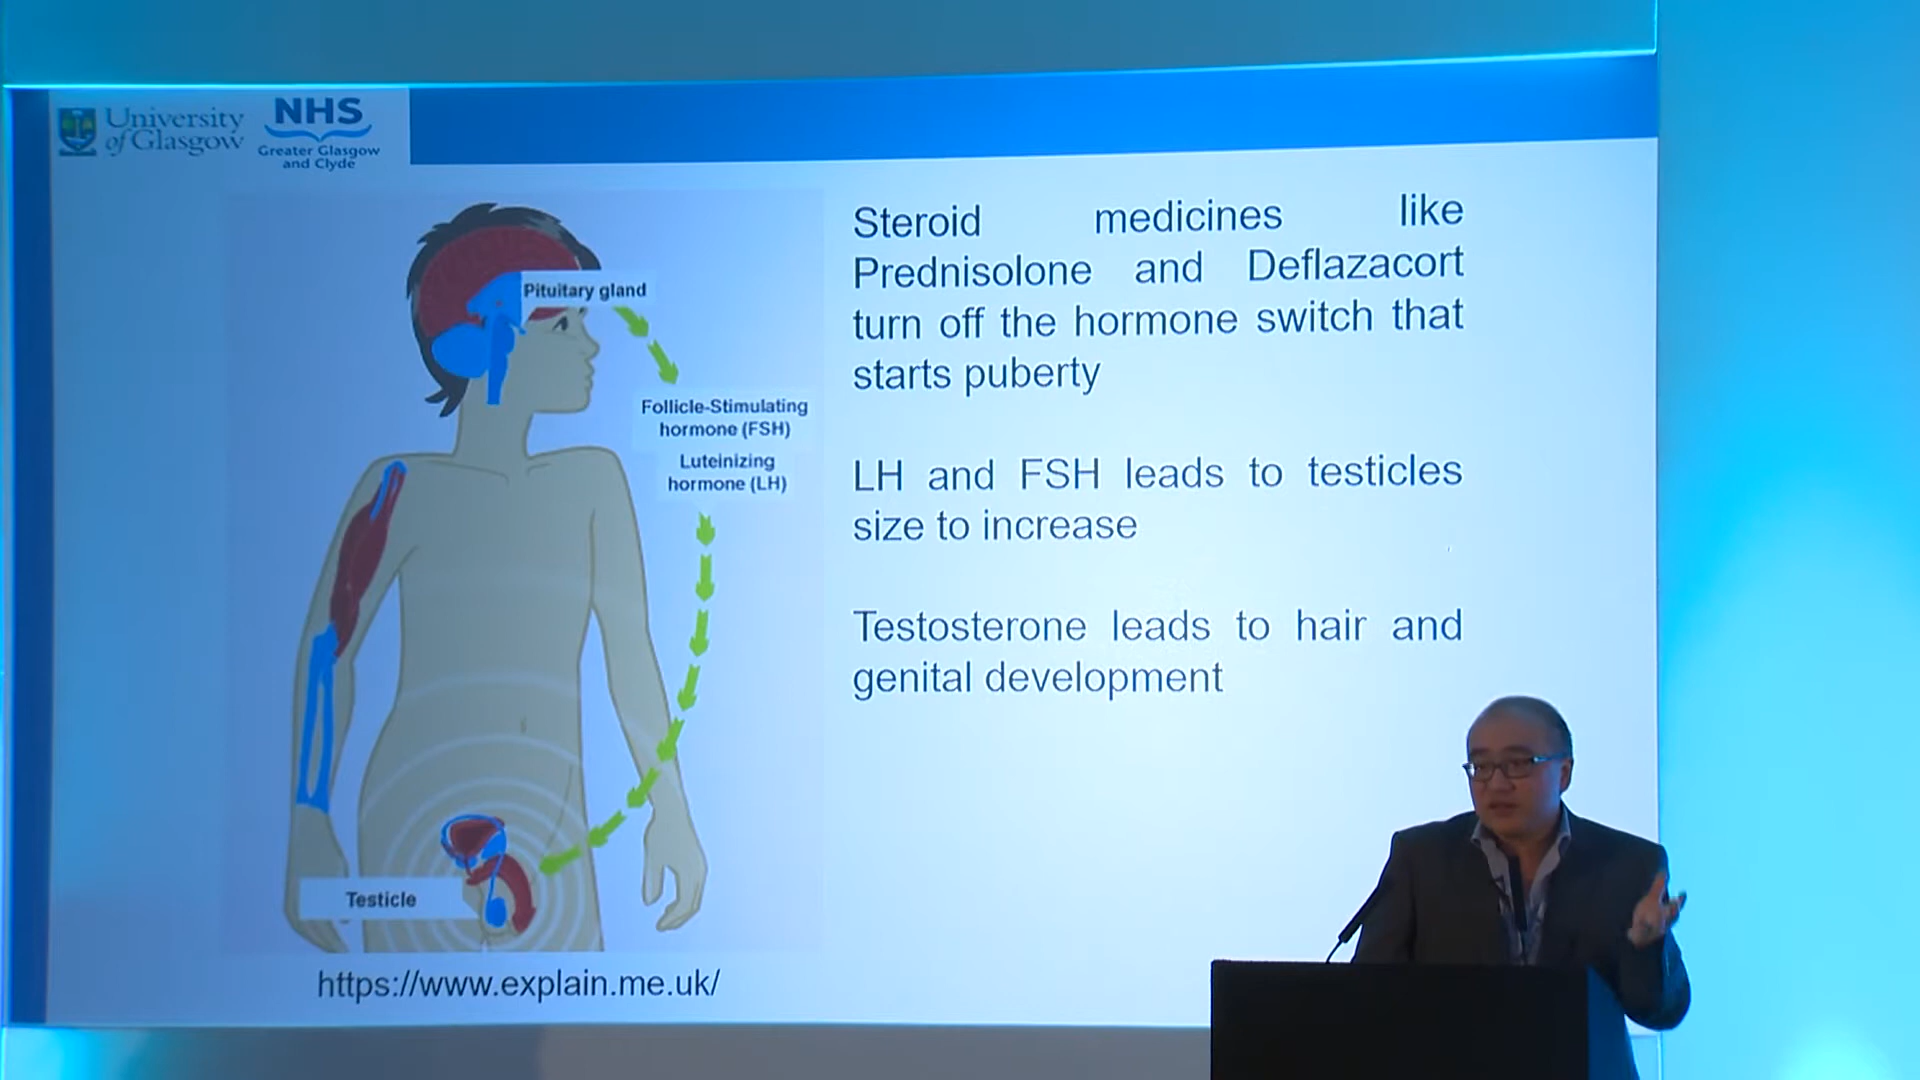 University
of Glasgow
NHS
Greater Glasgow
and Clyde
Pituitary gland
Follicle-Stimulating
hormone (FSH)
Luteinizing
hormone (LH)
Testicle
https://www.explain.me.uk/
Steroid medicines like
Prednisolone and Deflazacort
turn off the hormone switch that
starts puberty
LH and FSH leads to testicles
size to increase
Testosterone leads to hair and
genital development